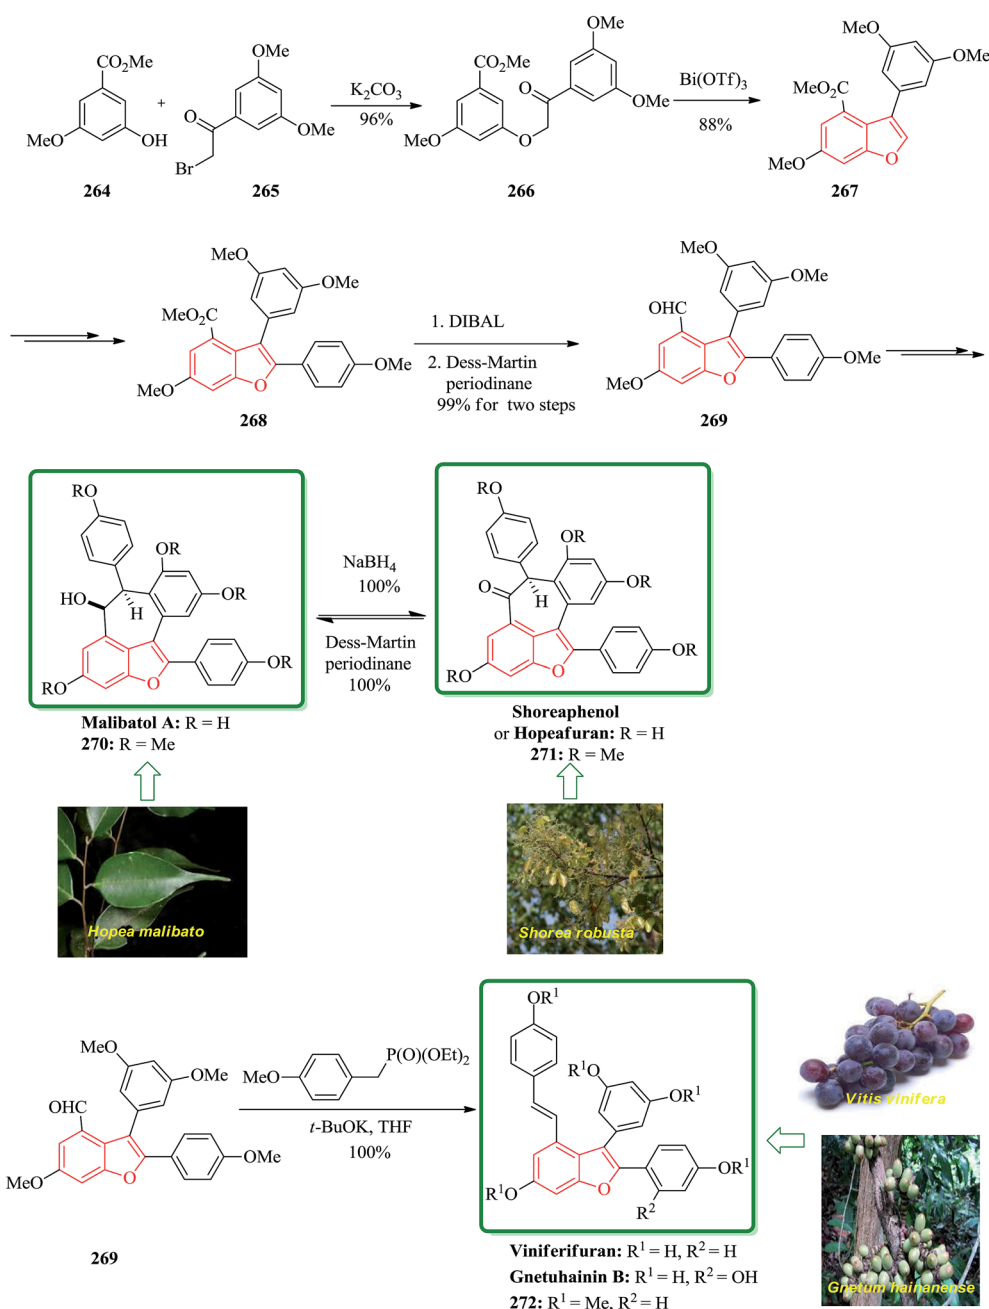 CO2Me
MeO
OH
+
OMe
O
OMe
Br
264
265
K2CO3
96%
OMe
CO2Me
O
OMe
MeO
O
266
Bi(OTf)3
88%
MeO
OMe
MeO2C
MeO
O
267
MeO
OMe
MeO2C
OMe
MeO
O
268
1. DIBAL
2. Dess-Martin
periodinane
99% for two steps
MeO
OMe
OHC
OMe
MeO
O
269
RO
OR
HO
H
OR
OR
RO
O
NaBH4
100%
Dess-Martin
periodinane
100%
RO
OR
O
H
OR
OR
RO
O
Malibatol A: R = H
270: R = Me
Shoreaphenol
or Hopeafuran: R = H
271: R = Me
Hopea malibato
Shorea robusta
MeO
OMe
OHC
OMe
MeO
O
269
P(O)(OEt)2
MeO
t-BuOK, THF
100%
OR1
R1O
OR1
OR1
R1O
O
R2
Viniferifuran: R1 = H, R2 = H
Gnetuhainin B: R1 = H, R2 = OH
272: R1 = Me, R2 = H
Vitis vinifera
Gnetum hainanense